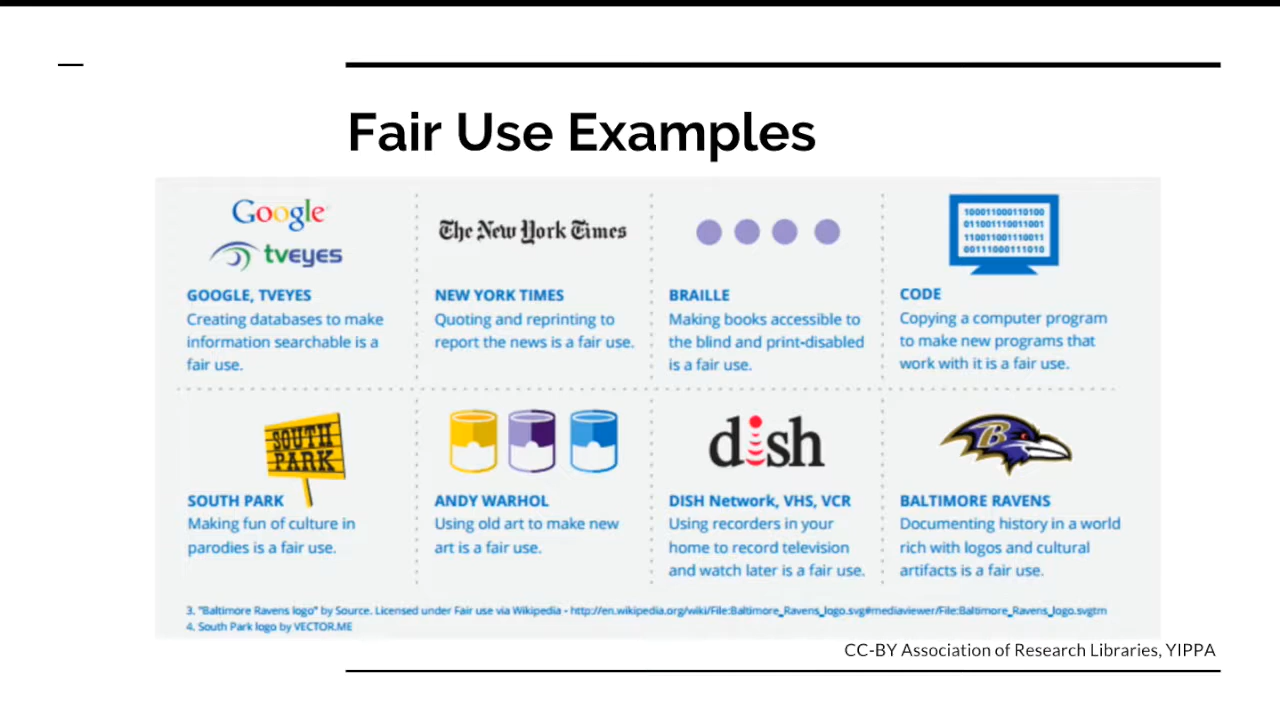 Fair Use Examples
Google
tveyes
GOOGLE, TVEYES
Creating databases to make
information searchable is a
fair use.
The New York Times
NEW YORK TIMES
Quoting and reprinting to
report the news is a fair use.
BRAILLE
Making books accessible to
the blind and print-disabled
is a fair use.
100011000110100
011001110011001
110011001110011
00111000111010
CODE
Copying a computer program
to make new programs that
work with it is a fair use.
SOUTH
PARK
SOUTH PARK
Making fun of culture in
parodies is a fair use.
ANDY WARHOL
Using old art to make new
art is a fair use.
dish
DISH Network, VHS, VCR
Using recorders in your
home to record television
and watch later is a fair use.
B
BALTIMORE RAVENS
Documenting history in a world
rich with logos and cultural
artifacts is a fair use.
3. "Baltimore Ravens logo" by Source. Licensed under Fair use via Wikipedia - http://en.wikipedia.org/wiki/File:Baltimore_Ravens_logo.svg#mediaviewer/File:Baltimore_Ravens_logo.svgtm
4. South Park logo by VECTOR.ME
CC-BY Association of Research Libraries, YIPPA